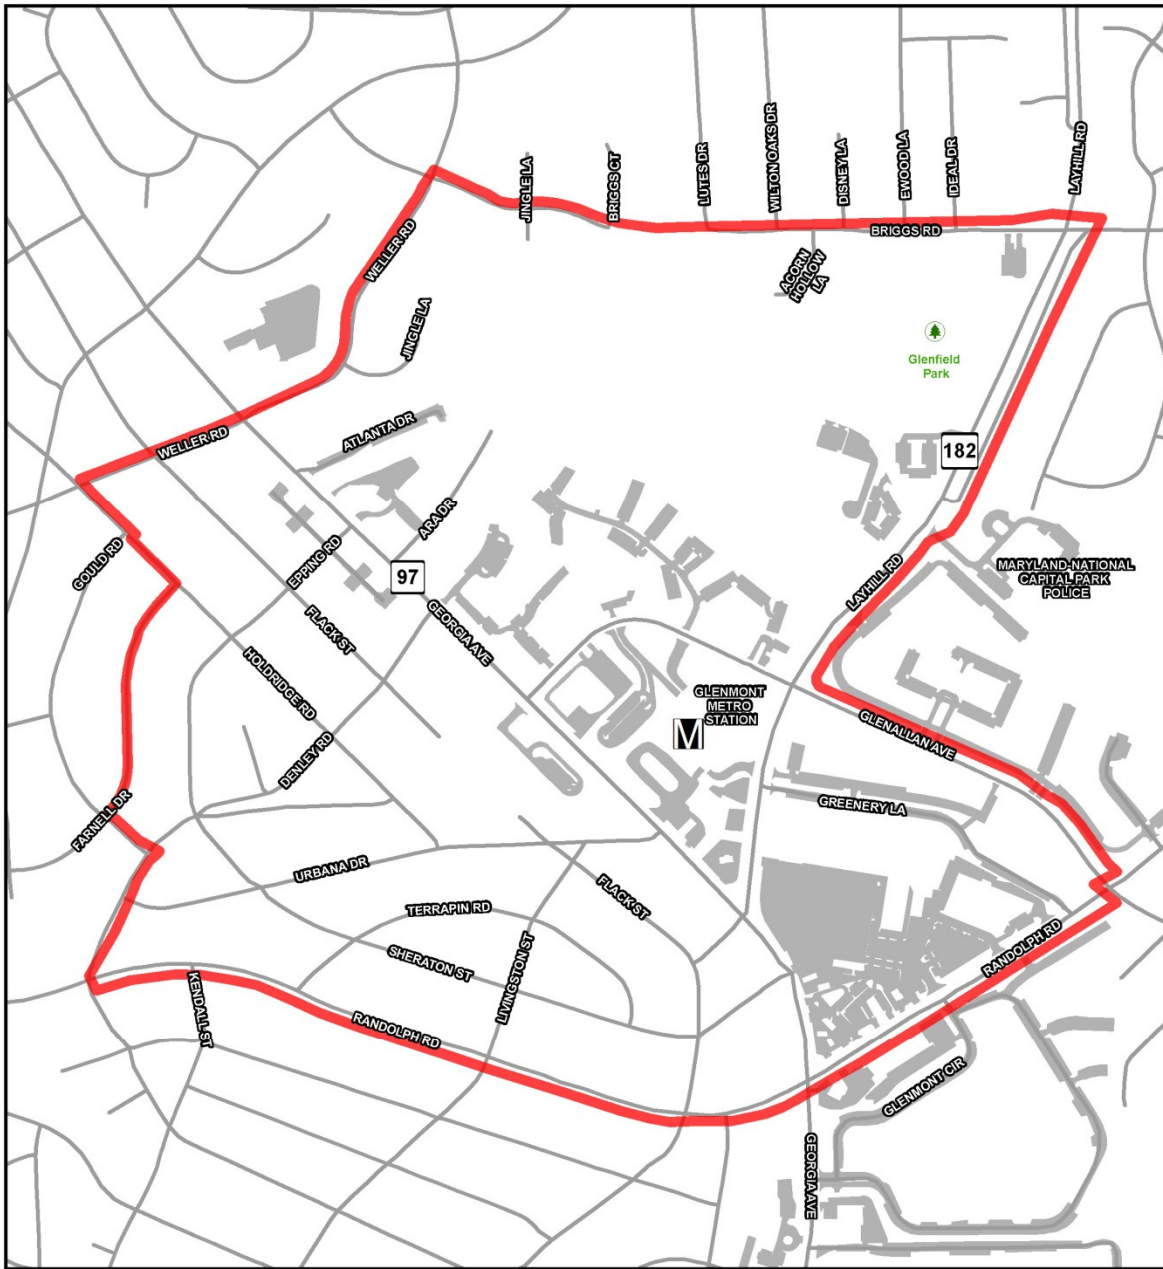 JINGLE LA
BRIGGS CT
LUTES DR
WILTON OAKS DR
DISNEY LA
EWOOD LA
IDEAL DR
LAYHILL RD
WELLER RD
BRIGGS RD
ACORN
HOLLOW
LA
JINGLE LA
Glenfield
Park
WELLER RD
ATLANTA DR
182
ARA DR
GOULD RD
EPPING RD
97
LAYHILL RD
MARYLAND-NATIONAL
CAPITAL PARK
POLICE
FLACK ST
GEORGIA AVE
HOLDRIDGE RD
GLENMONT
METRO
STATION
M
GLENALLAN AVE
DENLEY RD
FARNELL DR
GREENERY LA
URBANA DR
FLACK ST
TERRAPIN RD
SHERATON ST
LIVINGSTON ST
RANDOLPH RD
KENDALL ST
RANDOLPH RD
GLENMONT CIR
GEORGIA AVE